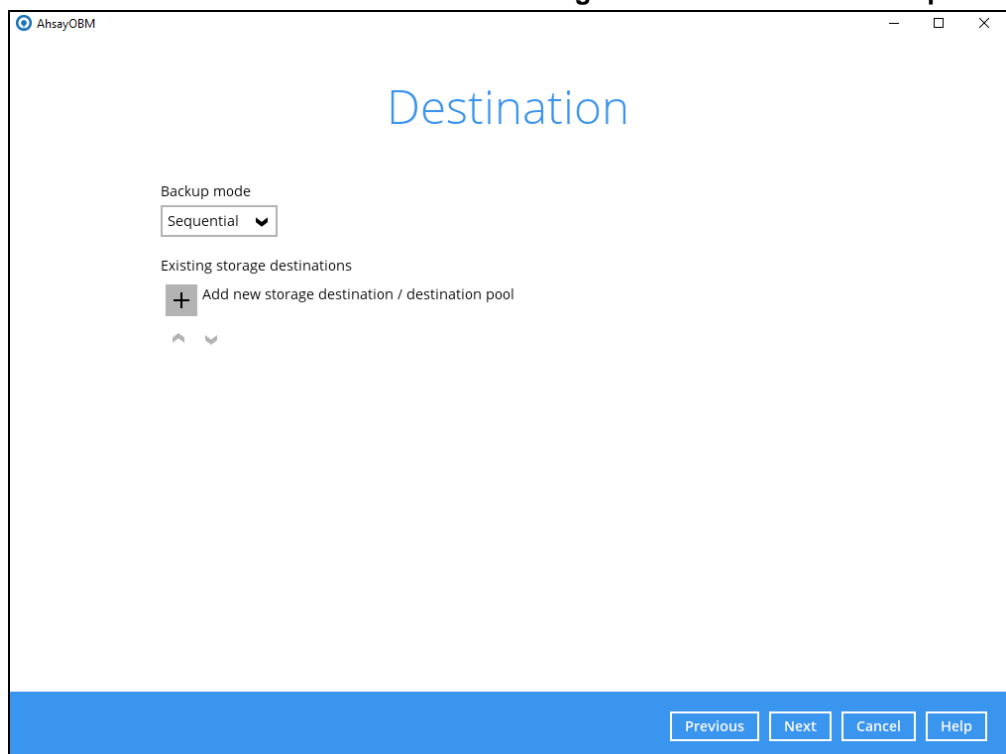 AhsayOBM
Destination
Backup mode
Sequential
Existing storage destinations
Add new storage destination / destination pool
Previous Next Cancel Help